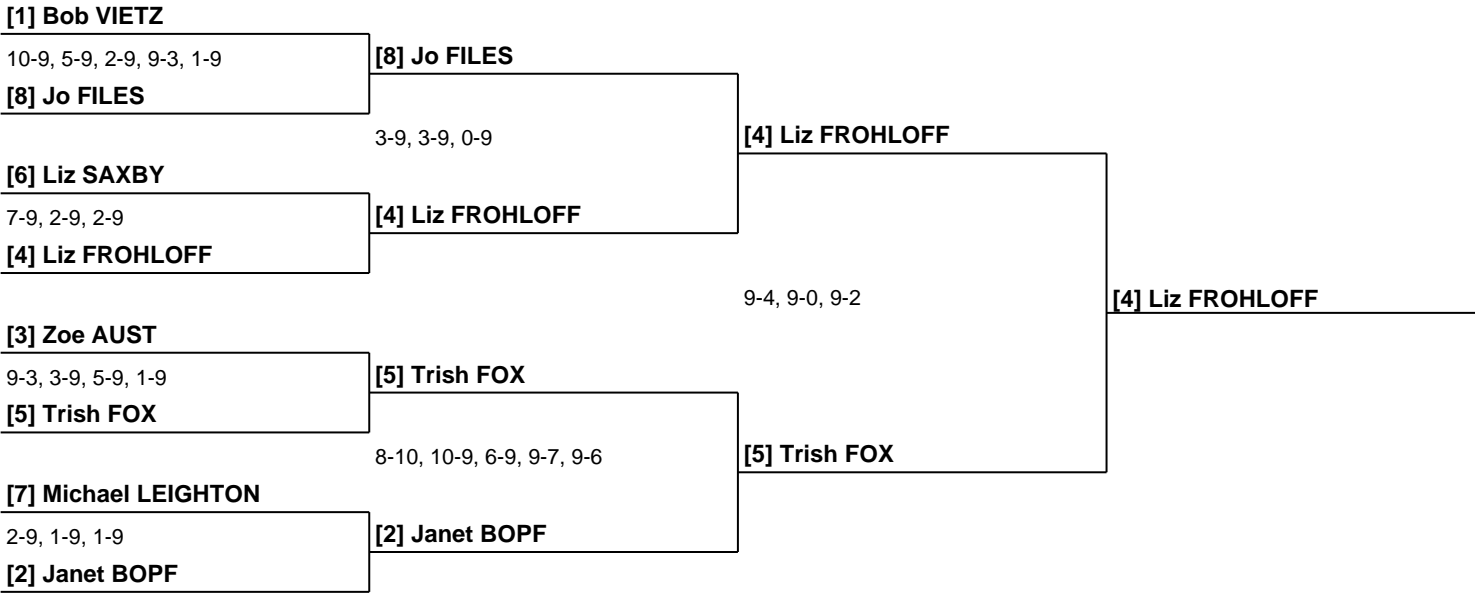 [1] Bob VIETZ
10-9, 5-9, 2-9, 9-3, 1-9
[8] Jo FILES
[8] Jo FILES
3-9, 3-9, 0-9
[4] Liz FROHLOFF
[6] Liz SAXBY
7-9, 2-9, 2-9
[4] Liz FROHLOFF
[4] Liz FROHLOFF
9-4, 9-0, 9-2
[4] Liz FROHLOFF
[3] Zoe AUST
9-3, 3-9, 5-9, 1-9
[5] Trish FOX
[5] Trish FOX
8-10, 10-9, 6-9, 9-7, 9-6
[5] Trish FOX
[7] Michael LEIGHTON
2-9, 1-9, 1-9
[2] Janet BOPF
[2] Janet BOPF